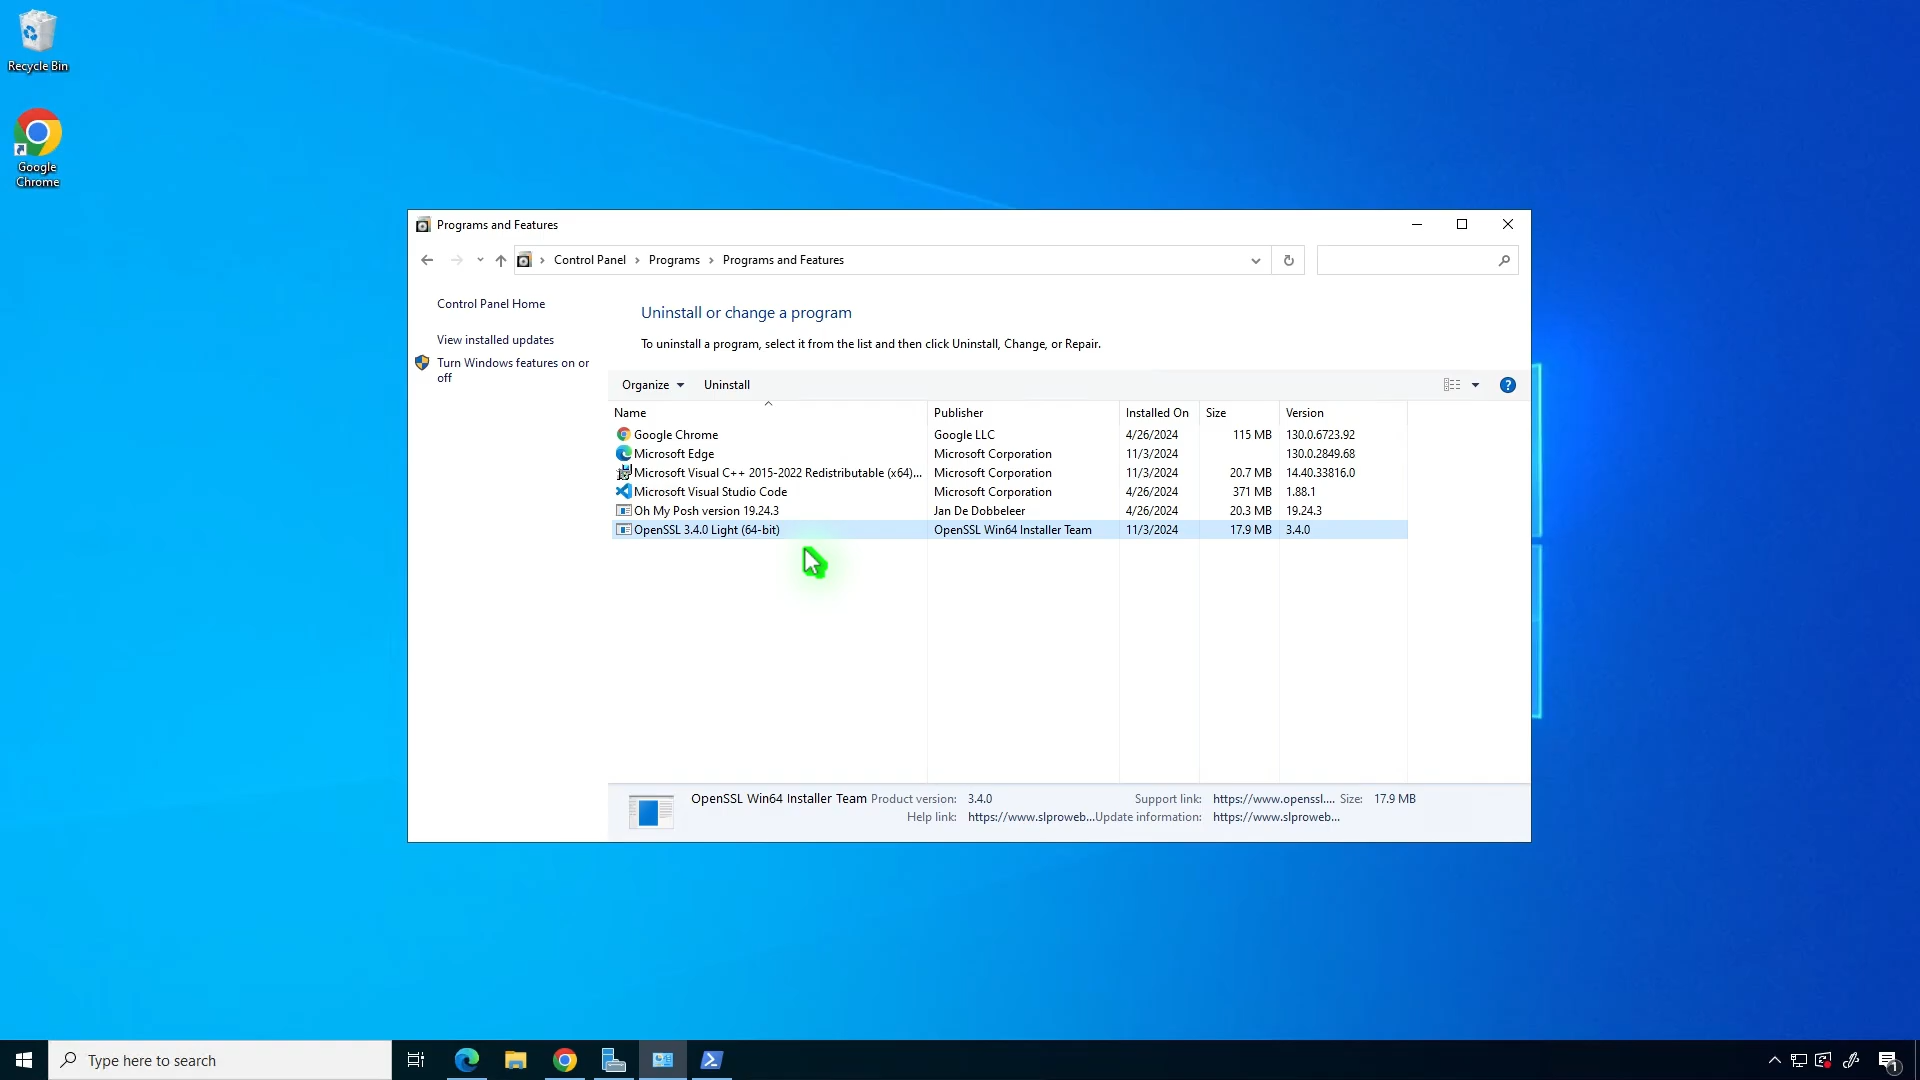 Recycle Bin
Google
Chrome
Programs and Features
Control Panel > Programs > Programs and Features
Control Panel Home
View installed updates
Turn Windows features on or
off
Uninstall or change a program
To uninstall a program, select it from the list and then click Uninstall, Change, or Repair.
Organize Uninstall ?
Name Publisher Installed On Size Version
Google Chrome Google LLC 4/26/2024 115 MB 130.0.6723.92
Microsoft Edge Microsoft Corporation 11/3/2024 130.0.2849.68
Microsoft Visual C++ 2015-2022 Redistributable (x64)... Microsoft Corporation 11/3/2024 20.7 MB 14.40.33816.0
Microsoft Visual Studio Code Microsoft Corporation 4/26/2024 371 MB 1.88.1
Oh My Posh version 19.24.3 Jan De Dobbeleer 4/26/2024 20.3 MB 19.24.3
OpenSSL 3.4.0 Light (64-bit) OpenSSL Win64 Installer Team 11/3/2024 17.9 MB 3.4.0
OpenSSL Win64 Installer Team Product version: 3.4.0 Support link: https://www.openssl.... Size: 17.9 MB
Help link: https://www.slproweb... Update information: https://www.slproweb...
Type here to search
1